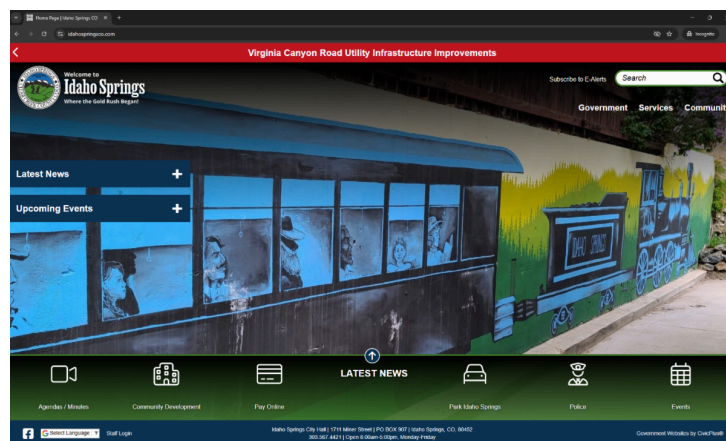 Home Page | Idaho Springs CO
idahospringsco.com
Incognito
Virginia Canyon Road Utility Infrastructure Improvements
Welcome to
Idaho Springs
Where the Gold Rush Began!
Subscribe to E-Alerts
Search
Government Services Communit
Latest News
Upcoming Events
IDAHO SPRINGS
LATEST NEWS
Agendas / Minutes
Community Development
Pay Online
Park Idaho Springs
Police
Events
Select Language
Staff Login
Idaho Springs City Hall | 1711 Miner Street | PO BOX 907 | Idaho Springs, CO, 80452
303.567.4421 | Open 8:00am-5:00pm, Monday-Friday
Government Websites by CivicPlus®